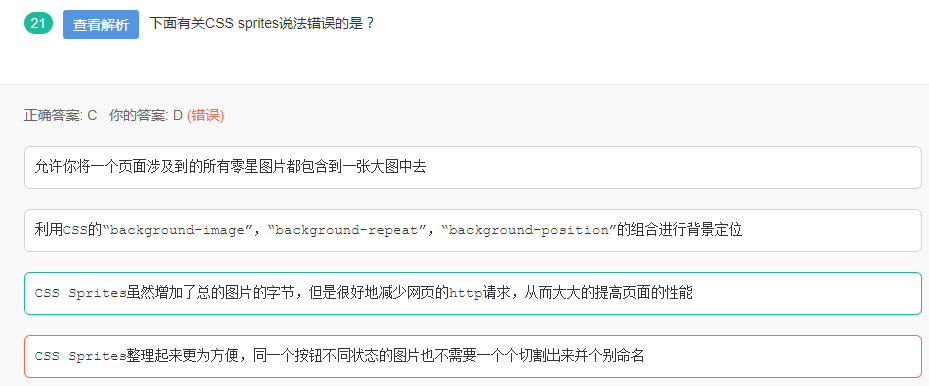 21 查看解析 下面有关CSS sprites说法错误的是？
正确答案: C 你的答案: D (错误)
允许你将一个页面涉及到的所有零星图片都包含到一张大图中去
利用CSS的“background-image”，“background-repeat”，“background-position”的组合进行背景定位
CSS Sprites虽然增加了总的图片的字节，但是很好地减少网页的http请求，从而大大的提高页面的性能
CSS Sprites整理起来更为方便，同一个按钮不同状态的图片也不需要一个个切割出来并个别命名